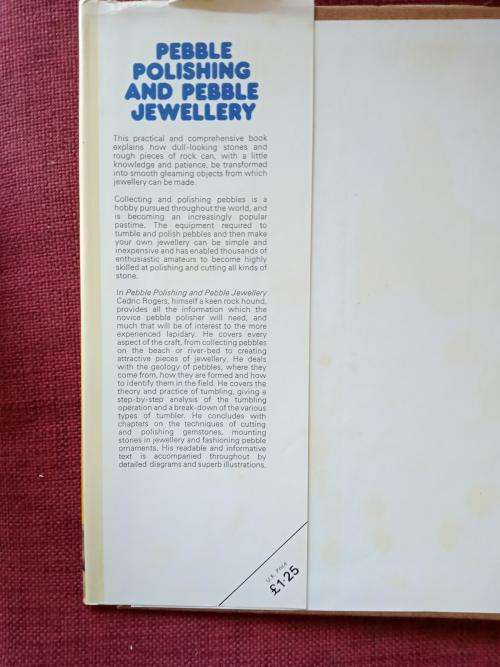 PEBBLE
POLISHING
AND PEBBLE
JEWELLERY
This practical and comprehensive book
explains how dull-looking stones and
rough pieces of rock can, with a little
knowledge and patience, be transformed
into smooth gleaming objects from which
jewellery can be made.
Collecting and polishing pebbles is a
hobby pursued throughout the world, and
is becoming an increasingly popular
pastime. The equipment required to
tumble and polish pebbles and then make
your own jewellery can be simple and
inexpensive and has enabled thousands of
enthusiastic amateurs to become highly
skilled at polishing and cutting all kinds of
stone.
In Pebble Polishing and Pebble Jewellery
Cedric Rogers, himself a keen rock hound,
provides all the information which the
novice pebble polisher will need, and
much that will be of interest to the more
experienced lapidary. He covers every
aspect of the craft, from collecting pebbles
on the beach or river-bed to creating
attractive pieces of jewellery. He deals
with the geology of pebbles, where they
come from, how they are formed and how
to identify them in the field. He covers the
theory and practice of tumbling, giving a
step-by-step analysis of the tumbling
operation and a break-down of the various
types of tumbler. He concludes with
chapters on the techniques of cutting
and polishing gemstones, mounting
stones in jewellery and fashioning pebble
ornaments. His readable and informative
text is accompanied throughout by
detailed diagrams and superb illustrations.
U.K. Price
£1·25